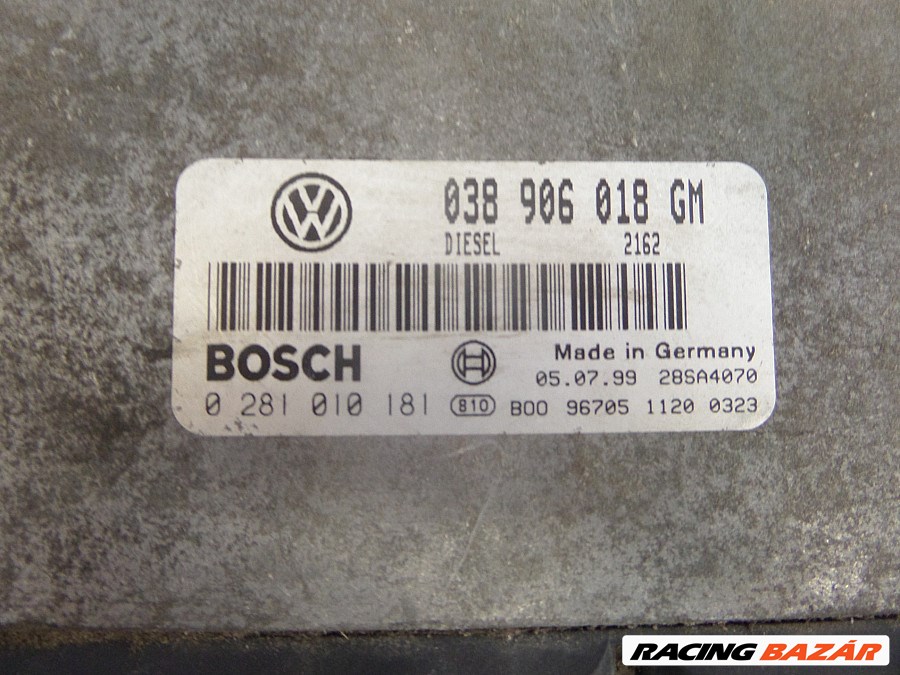 038 906 018 GM
DIESEL 2162
BOSCH
Made in Germany
05.07.99 28SA4070
0 281 010 181 810 B00 96705 1120 0323
RACING BAZÁR